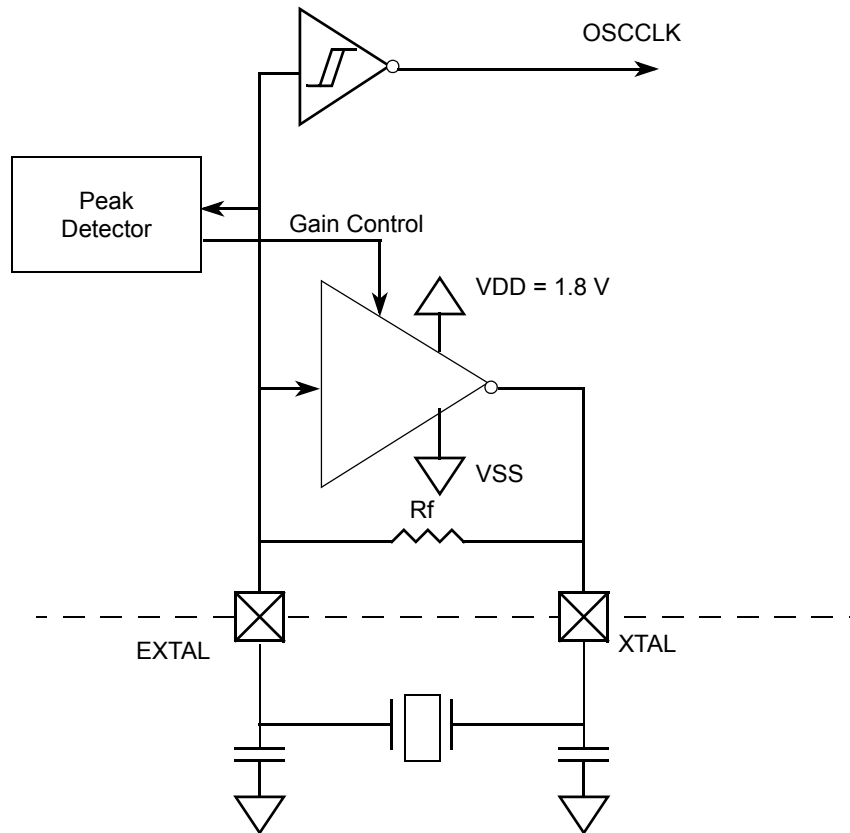 OSCCLK
Peak
Detector
Gain Control
VDD = 1.8 V
VSS
Rf
EXTAL
XTAL